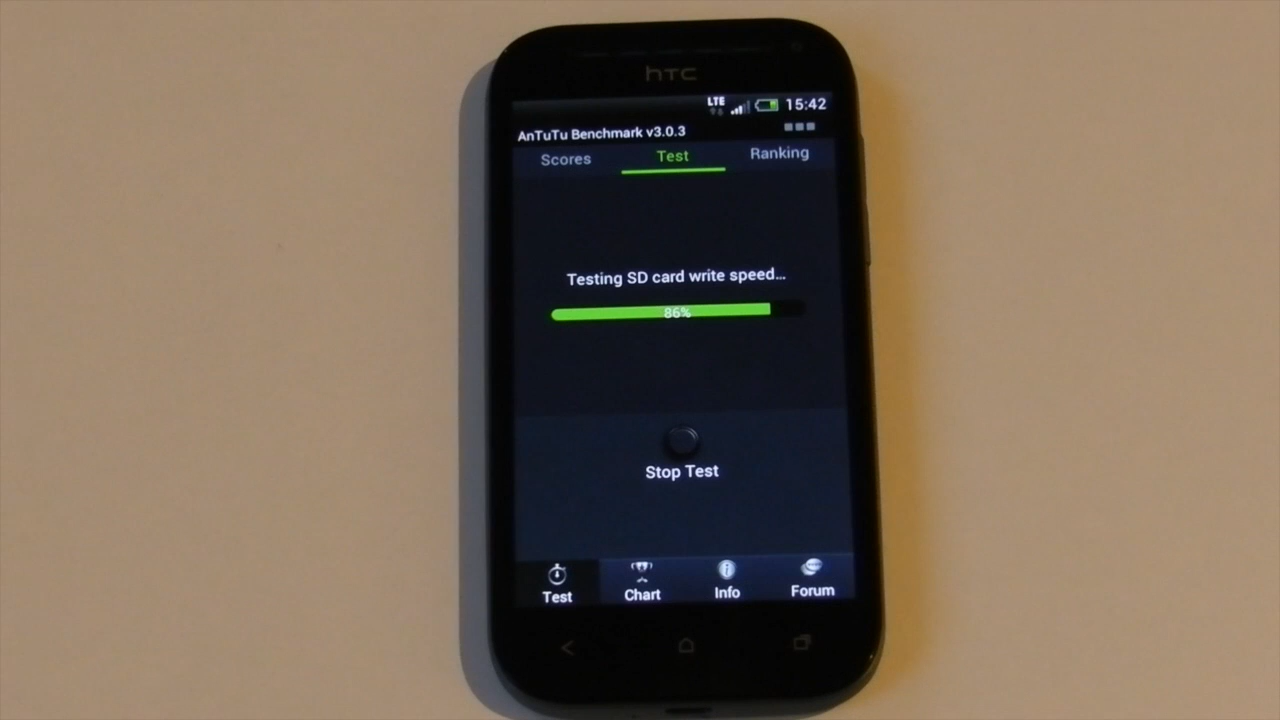 hTC
LTE 15:42
AnTuTu Benchmark v3.0.3
Scores Test Ranking
Testing SD card write speed...
86%
Stop Test
Test Chart Info Forum